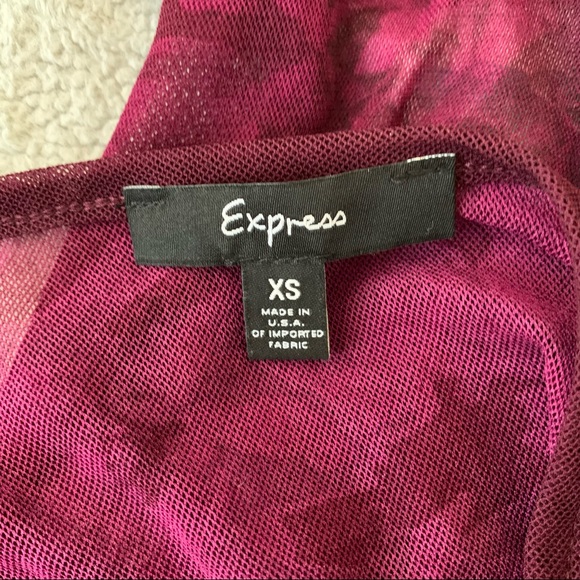 Express
XS
MADE IN
U.S.A.
OF IMPORTED
FABRIC